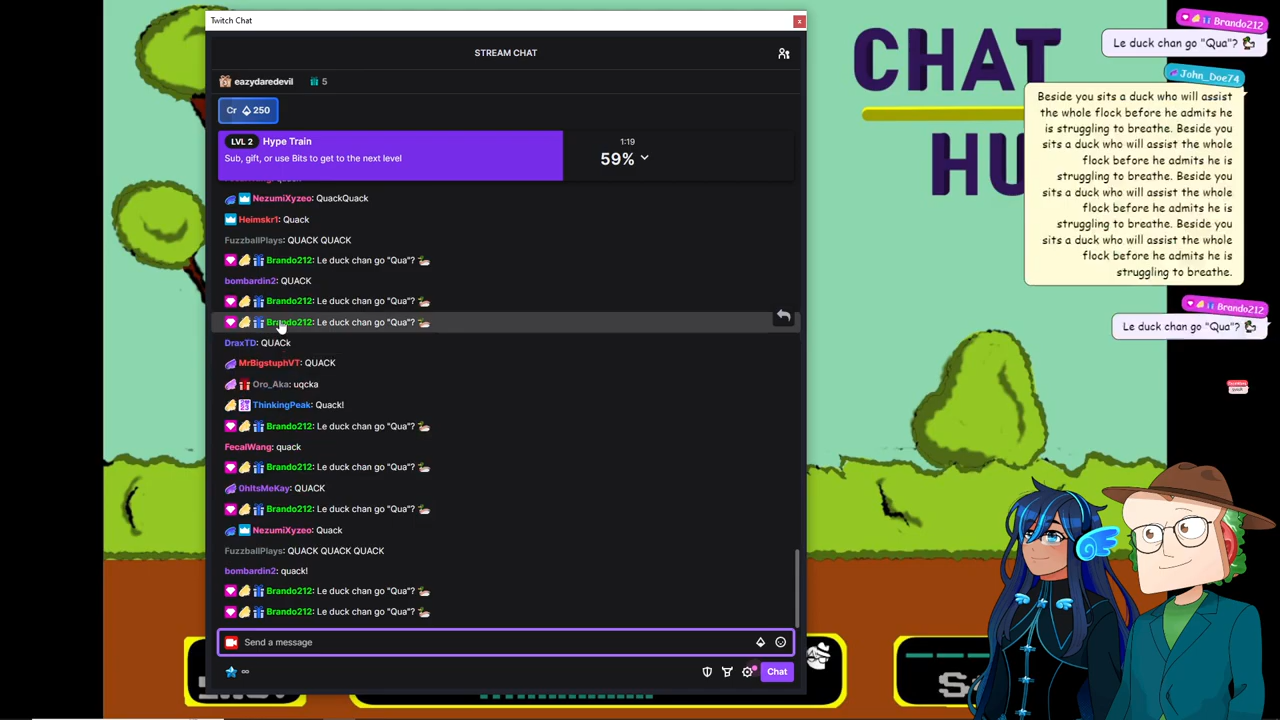 Twitch Chat
STREAM CHAT
eazydaredevil 5
Cr 250
LVL 2 Hype Train
Sub, gift, or use Bits to get to the next level
1:19
59%
NezumiXyzeo: QuackQuack
Heimskr1: Quack
FuzzballPlays: QUACK QUACK
Brando212: Le duck chan go "Qua"?
bombardin2: QUACK
Brando212: Le duck chan go "Qua"?
Brando212: Le duck chan go "Qua"?
DraxTD: QUACk
MrBigstuphVT: QUACK
Oro_Aka: uqcka
ThinkingPeak: Quack!
Brando212: Le duck chan go "Qua"?
FecalWang: quack
Brando212: Le duck chan go "Qua"?
0hItsMeKay: QUACK
Brando212: Le duck chan go "Qua"?
NezumiXyzeo: Quack
FuzzballPlays: QUACK QUACK QUACK
bombardin2: quack!
Brando212: Le duck chan go "Qua"?
Brando212: Le duck chan go "Qua"?
Send a message
Chat
CHAT
HU
Brando212
Le duck chan go "Qua"?
John_Doe74
Beside you sits a duck who will assist
the whole flock before he admits he
is struggling to breathe. Beside you
sits a duck who will assist the whole
flock before he admits he is
struggling to breathe. Beside you
sits a duck who will assist the whole
flock before he admits he is
struggling to breathe. Beside you
sits a duck who will assist the whole
flock before he admits he is
struggling to breathe.
Brando212
Le duck chan go "Qua"?